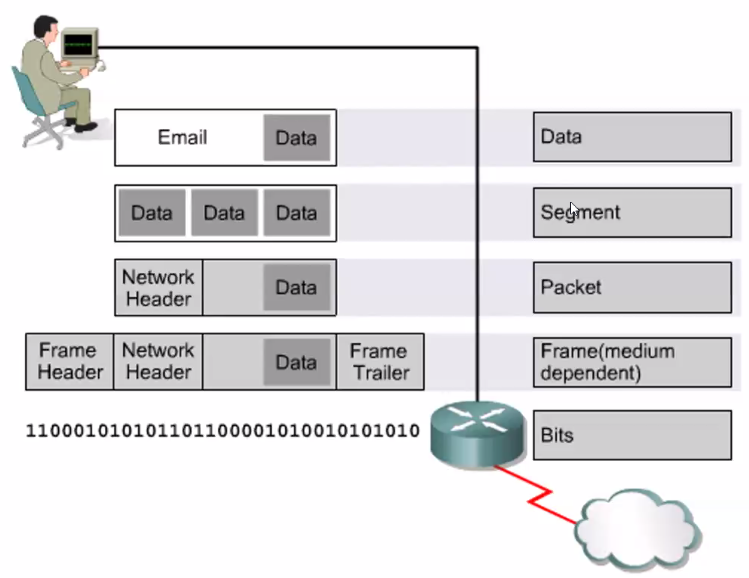 Email Data
Data
Data Data Data
Segment
Network
Header
Data
Packet
Frame
Header
Network
Header
Data
Frame
Trailer
Frame(medium
dependent)
110001010101101100001010010101010
Bits